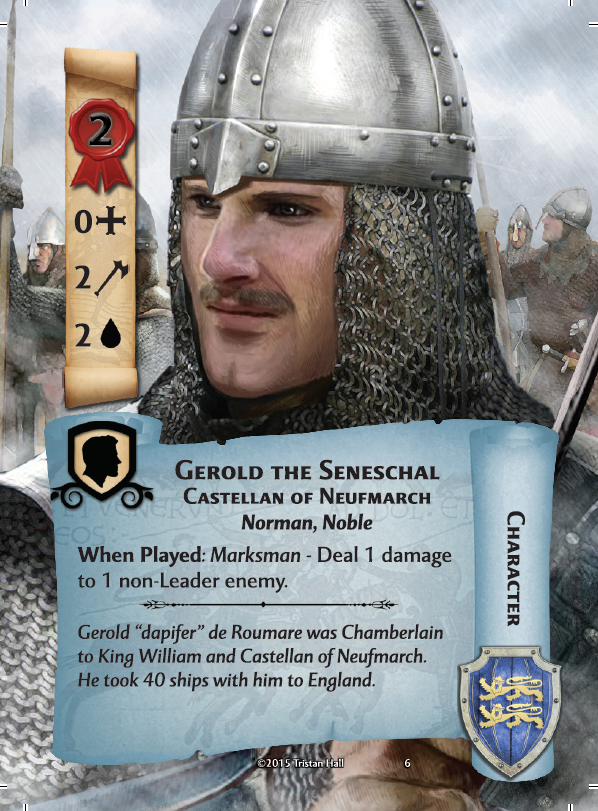 2
0
2
2
Gerold the Seneschal
Castellan of Neufmarch
Norman, Noble
When Played: Marksman - Deal 1 damage
to 1 non-Leader enemy.
Gerold “dapifer” de Roumare was Chamberlain
to King William and Castellan of Neufmarch.
He took 40 ships with him to England.
Character
©2015 Tristan Hall 6